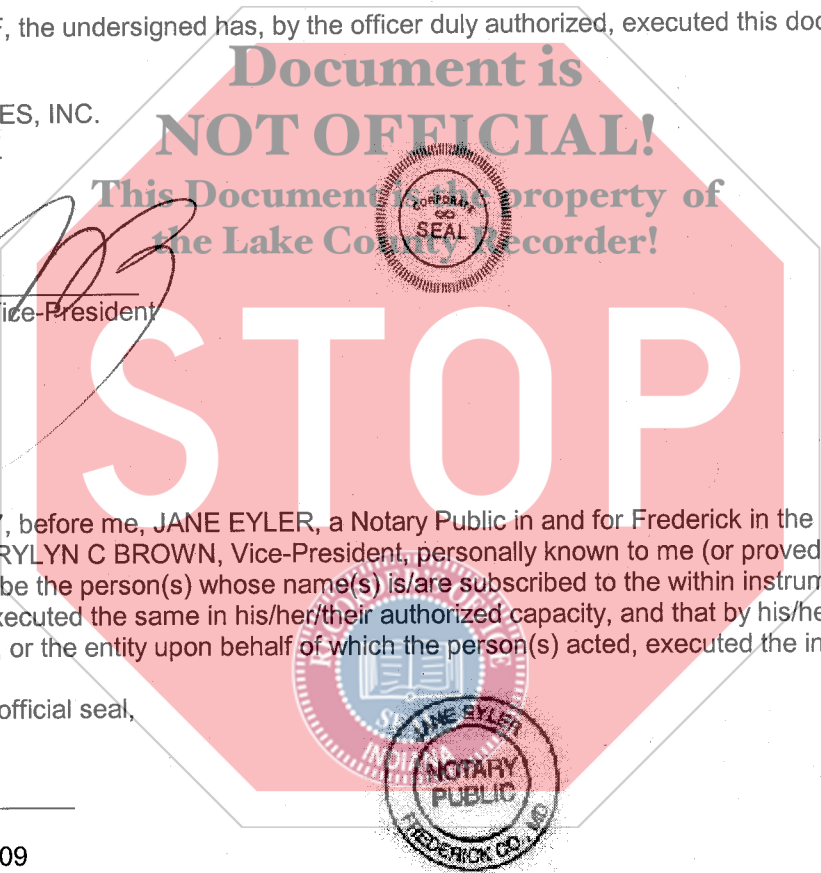 F, the undersigned has, by the officer duly authorized, executed this doc
Document is
ES, INC.
NOT OFFICIAL!
This Document is the property of
the Lake County Recorder!
CORPORATE
SEAL
ice-President
STOP
, before me, JANE EYLER, a Notary Public in and for Frederick in the
RYLYN C BROWN, Vice-President, personally known to me (or proved
be the person(s) whose name(s) is/are subscribed to the within instrum
xecuted the same in his/her/their authorized capacity, and that by his/he
or the entity upon behalf of which the person(s) acted, executed the in
RECORDER'S OFFICE
SEAL
INDIANA
official seal,
JANE EYLER
NOTARY
PUBLIC
FREDERICK CO., MD
09